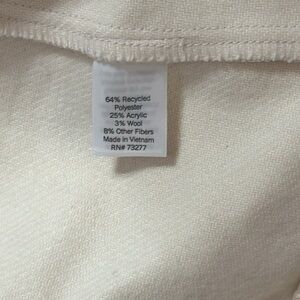 64% Recycled
Polyester
25% Acrylic
3% Wool
8% Other Fibers
Made in Vietnam
RN# 73277